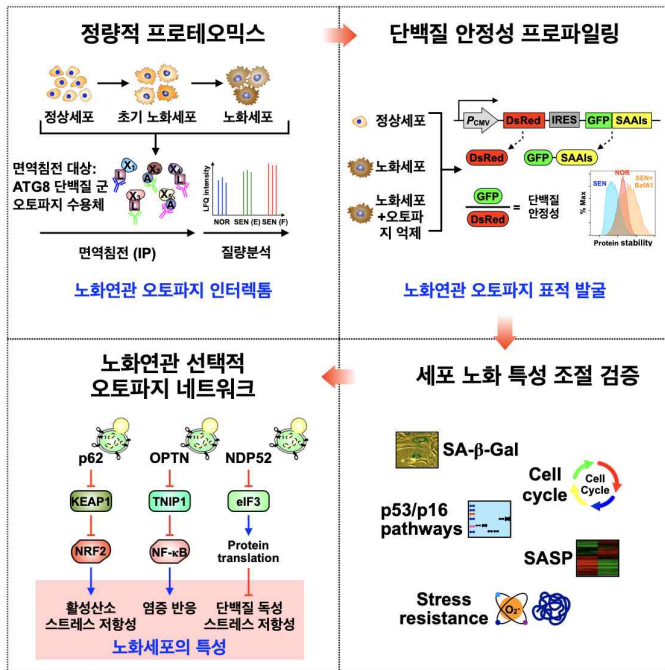 정량적 프로테오믹스
정상세포
초기 노화세포
노화세포
면역침전 대상:
ATG8 단백질 군
오토파지 수용체
X₁
L
X₂
A
X₄
L
X₃
L
X₅
A
LFQ intensity
NOR
SEN (E)
SEN (F)
면역침전 (IP)
질량분석
노화연관 오토파지 인터렉톰
단백질 안정성 프로파일링
정상세포
노화세포
노화세포
+오토파
지 억제
PCMV
DsRed
IRES
GFP
SAAIs
DsRed
GFP
SAAIs
GFP
DsRed
= 단백질
안정성
SEN
NOR
SEN+
BafA1
% Max
Protein stability
노화연관 오토파지 표적 발굴
노화연관 선택적
오토파지 네트워크
p62
OPTN
NDP52
KEAP1
TNIP1
eIF3
NRF2
NF-κB
Protein
translation
활성산소
스트레스 저항성
염증 반응
단백질 독성
스트레스 저항성
노화세포의 특성
세포 노화 특성 조절 검증
SA-β-Gal
Cell
cycle
Cell
Cycle
p53/p16
pathways
SASP
Stress
resistance
O₂⁻